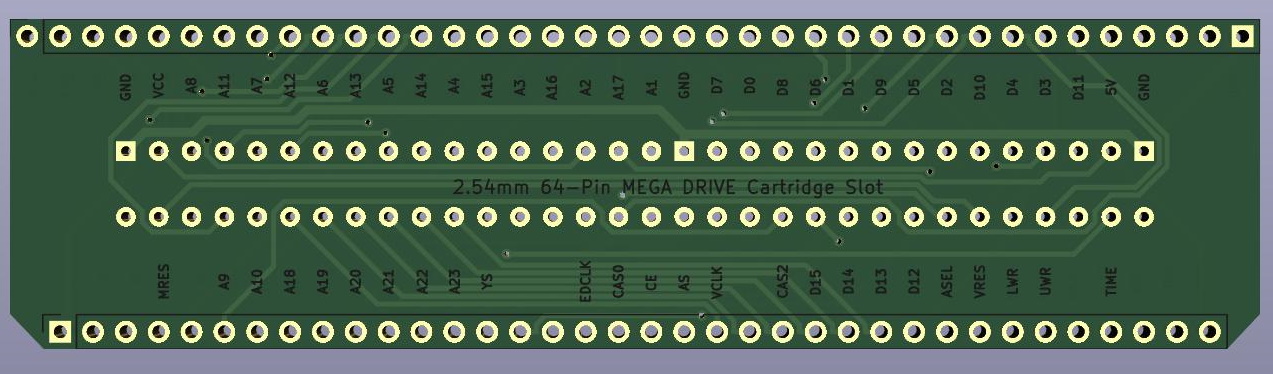 GND VCC A8 A11 A7 A12 A6 A13 A5 A14 A4 A15 A3 A16 A2 A17 A1 GND D7 D0 D8 D6 D1 D9 D5 D2 D10 D4 D3 D11 5V GND
2.54mm 64-Pin MEGA DRIVE Cartridge Slot
MRES A9 A10 A18 A19 A20 A21 A22 A23 YS EDCLK CAS0 CE AS VCLK CAS2 D15 D14 D13 D12 ASEL VRES LWR UWR TIME